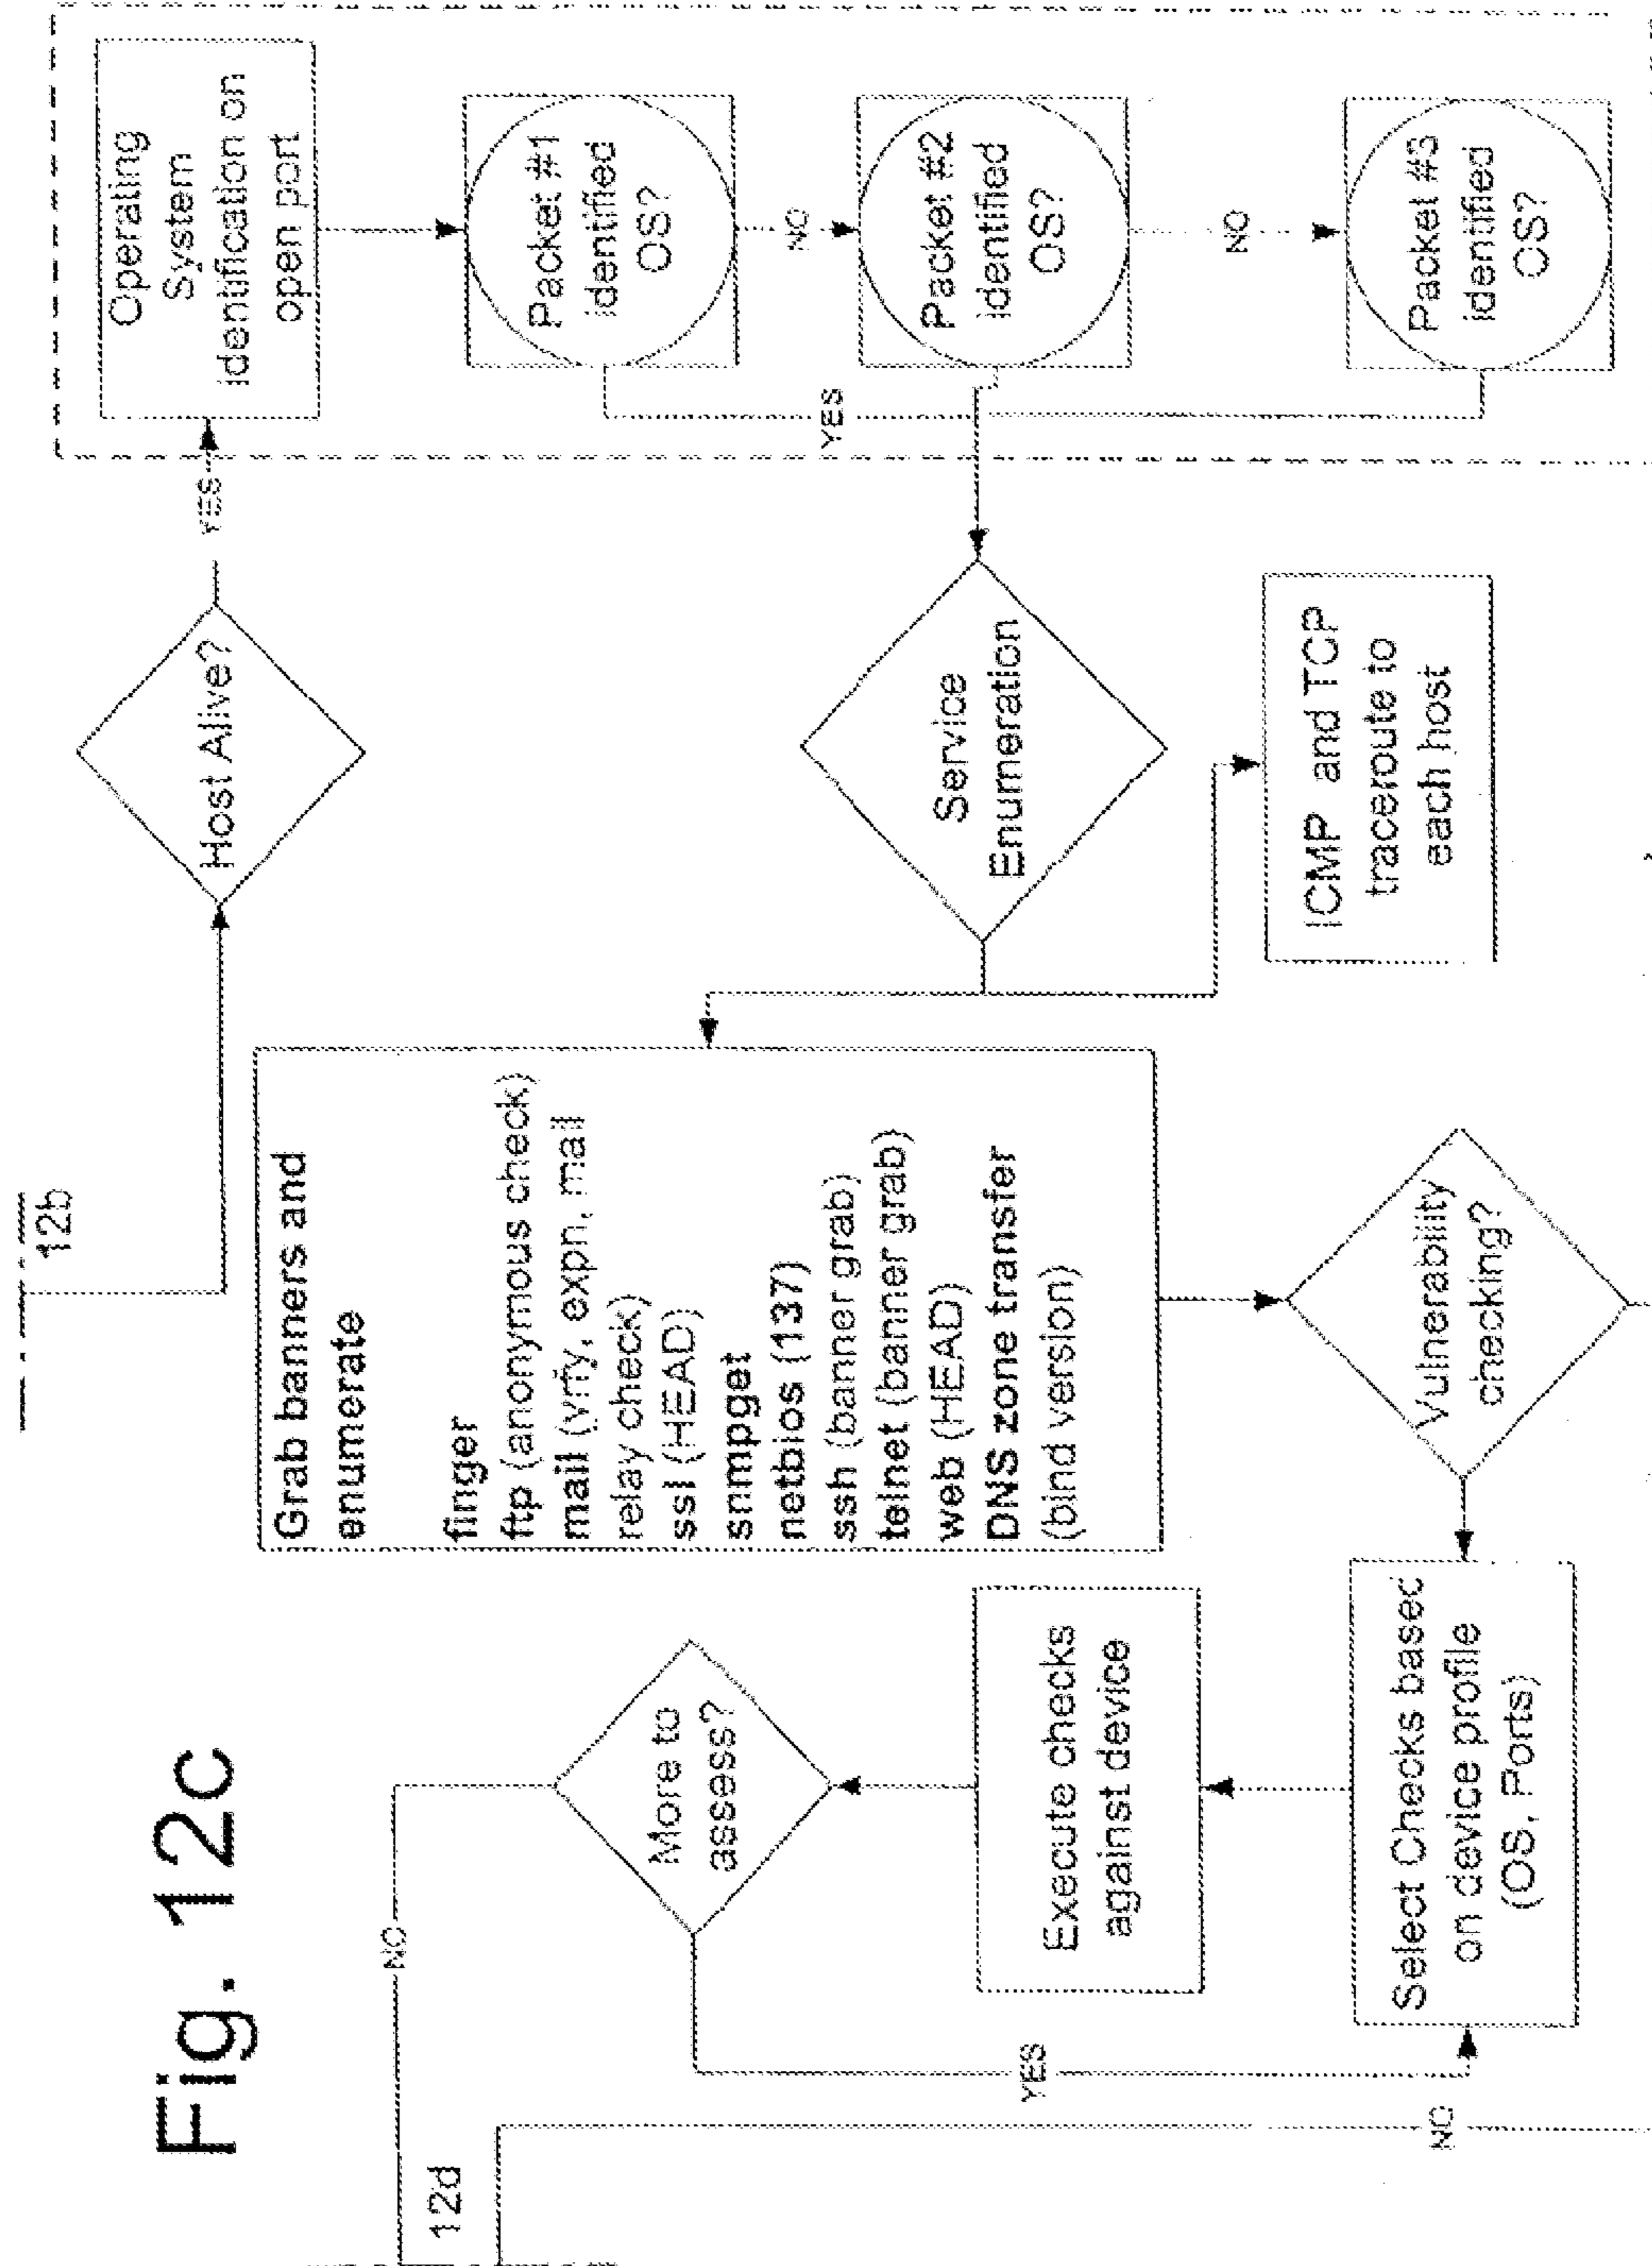 Fig. 12c
12b
Host Alive?
YES
Operating
System
identification on
open port
Packet #1
identified
OS?
NO
Packet #2
identified
OS?
NO
Packet #3
identified
OS?
YES
Service
Enumeration
ICMP and TCP
traceroute to
each host
Grab banners and
enumerate
finger
ftp (anonymous check)
mail (vrfy, expn, mail
relay check)
ssl (HEAD)
snmpget
netbios (137)
ssh (banner grab)
telnet (banner grab)
web (HEAD)
DNS zone transfer
(bind version)
Vulnerability
checking?
Select Checks based
on device profile
(OS, Ports)
Execute checks
against device
More to
assess?
NO
YES
NO
12d